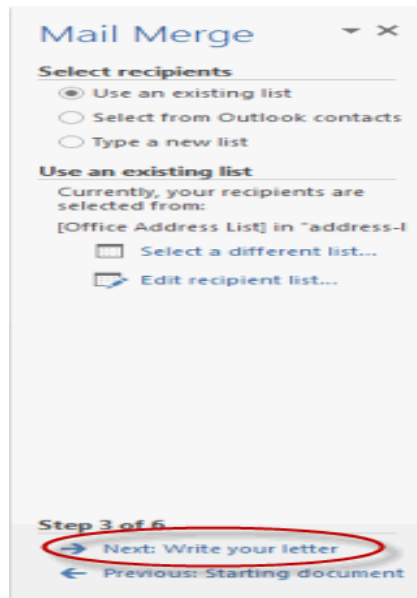 Mail Merge
Select recipients
Use an existing list
Select from Outlook contacts
Type a new list
Use an existing list
Currently, your recipients are
selected from:
[Office Address List] in "address-l
Select a different list...
Edit recipient list...
Step 3 of 6
Next: Write your letter
Previous: Starting document